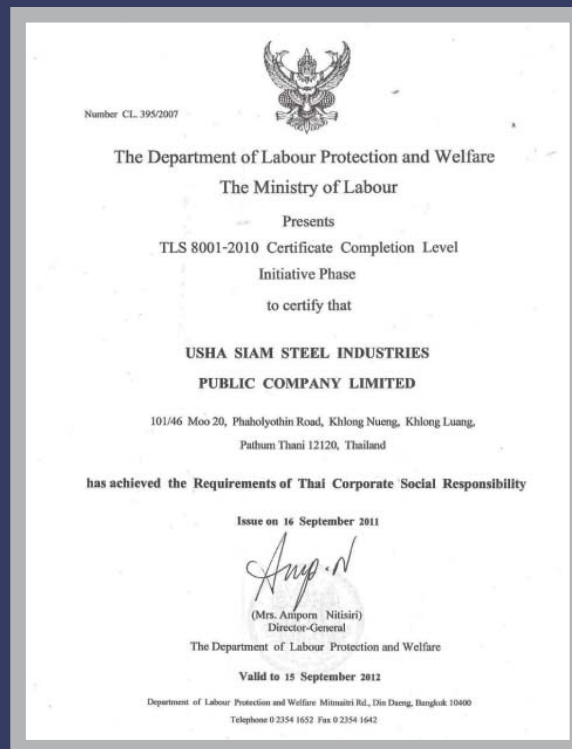 Number CL. 395/2007
The Department of Labour Protection and Welfare
The Ministry of Labour
Presents
TLS 8001-2010 Certificate Completion Level
Initiative Phase
to certify that
USHA SIAM STEEL INDUSTRIES
PUBLIC COMPANY LIMITED
101/46 Moo 20, Phaholyothin Road, Khlong Nueng, Khlong Luang,
Pathum Thani 12120, Thailand
has achieved the Requirements of Thai Corporate Social Responsibility
Issue on 16 September 2011
Amp.N
(Mrs. Amporn Nitisiri)
Director-General
The Department of Labour Protection and Welfare
Valid to 15 September 2012
Department of Labour Protection and Welfare Mitmaitri Rd., Din Daeng, Bangkok 10400
Telephone 0 2354 1652 Fax 0 2354 1642